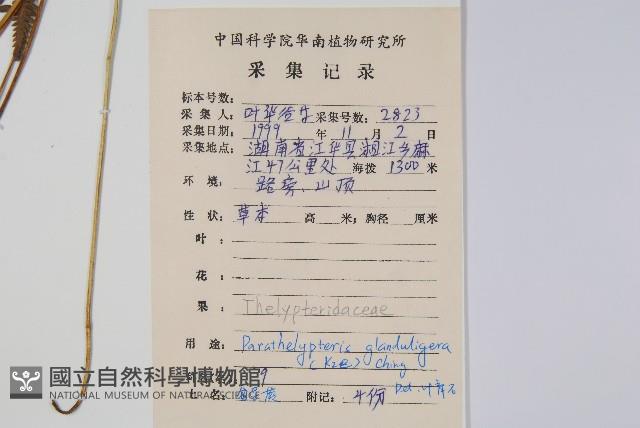 中国科学院华南植物研究所
采集记录
标本号数：
采集人： 叶华谷等 采集号数： 2823
采集日期： 1999 年 11 月 2 日
采集地点： 湖南省江华县湘江乡麻
江47公里处 海拨 1300 米
环境： 路旁、山顶
性状： 草本 高 米；胸径 厘米
叶：
花：
果： Thelypteridaceae
用途： Parathelypteris glanduligera
(Kze) Ching
國立自然科學博物館
NATIONAL MUSEUM OF NATURAL SCIENCE
附记： 4份 Det. 叶